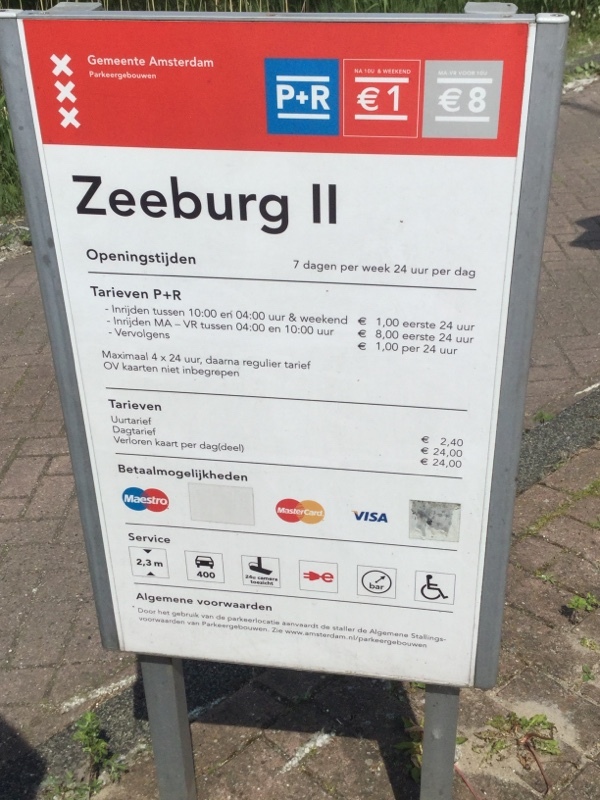 Gemeente Amsterdam
Parkeergebouwen
P+R
NA 10U & WEEKEND
€ 1
MA-VR VOOR 10U
€ 8
Zeeburg II
Openingstijden 7 dagen per week 24 uur per dag
Tarieven P+R
- Inrijden tussen 10:00 en 04:00 uur & weekend € 1,00 eerste 24 uur
- Inrijden MA – VR tussen 04:00 en 10:00 uur € 8,00 eerste 24 uur
- Vervolgens € 1,00 per 24 uur
Maximaal 4 x 24 uur, daarna regulier tarief
OV kaarten niet inbegrepen
Tarieven
Uurtarief € 2,40
Dagtarief € 24,00
Verloren kaart per dag(deel) € 24,00
Betaalmogelijkheden
Maestro MasterCard VISA
Service
2,3 m
400
24u camera
toezicht
bar
Algemene voorwaarden
* Door het gebruik van de parkeerlocatie aanvaardt de staller de Algemene Stallings-
voorwaarden van Parkeergebouwen. Zie www.amsterdam.nl/parkeergebouwen